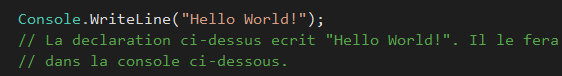 Console.WriteLine("Hello World!");
// La declaration ci-dessus ecrit "Hello World!". Il le fera
// dans la console ci-dessous.